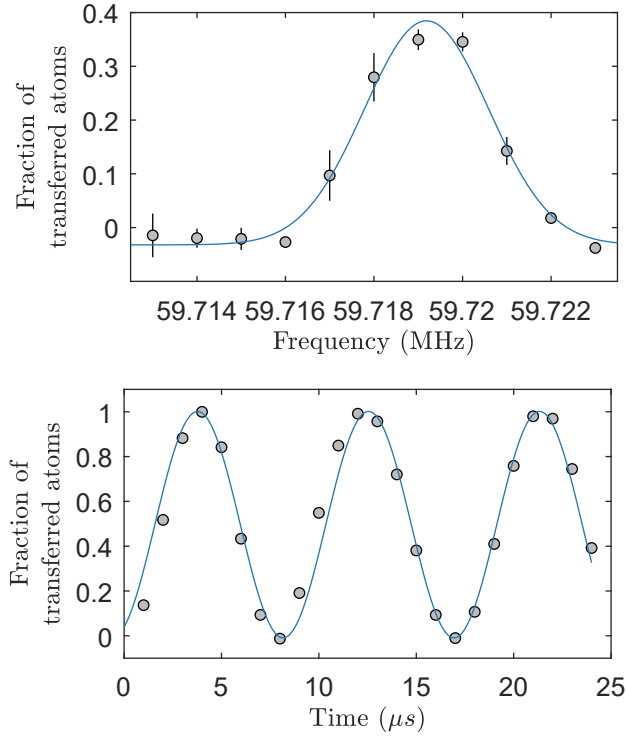 0.4
0.3
0.2
0.1
0
Fraction of
transferred atoms
59.714 59.716 59.718 59.72 59.722
Frequency (MHz)
1
0.8
0.6
0.4
0.2
0
Fraction of
transferred atoms
0 5 10 15 20 25
Time (μs)